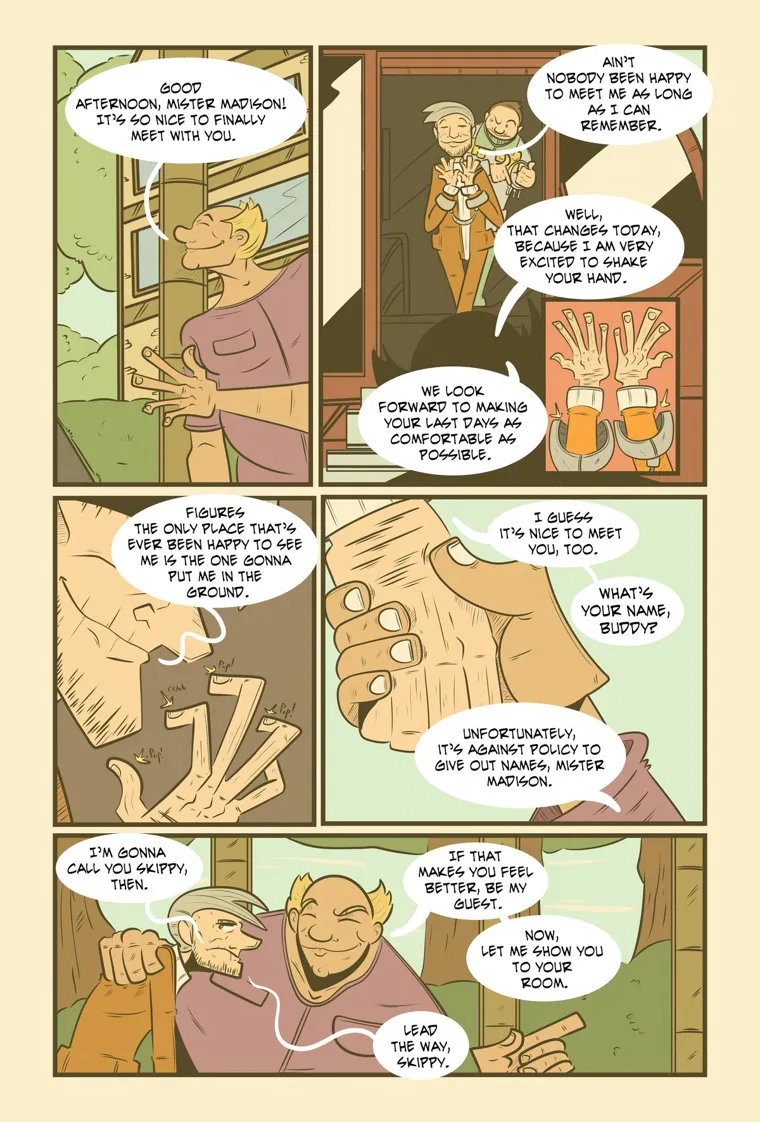 GOOD
AFTERNOON, MISTER MADISON!
IT'S SO NICE TO FINALLY
MEET WITH YOU.
AIN'T
NOBODY BEEN HAPPY
TO MEET ME AS LONG
AS I CAN
REMEMBER.
WELL,
THAT CHANGES TODAY,
BECAUSE I AM VERY
EXCITED TO SHAKE
YOUR HAND.
WE LOOK
FORWARD TO MAKING
YOUR LAST DAYS AS
COMFORTABLE AS
POSSIBLE.
FIGURES
THE ONLY PLACE THAT'S
EVER BEEN HAPPY TO SEE
ME IS THE ONE GONNA
PUT ME IN THE
GROUND.
Pop!
Pop!
Pop!
I GUESS
IT'S NICE TO MEET
YOU, TOO.
WHAT'S
YOUR NAME,
BUDDY?
UNFORTUNATELY,
IT'S AGAINST POLICY TO
GIVE OUT NAMES, MISTER
MADISON.
I'M GONNA
CALL YOU SKIPPY,
THEN.
IF THAT
MAKES YOU FEEL
BETTER, BE MY
GUEST.
NOW,
LET ME SHOW YOU
TO YOUR
ROOM.
LEAD
THE WAY,
SKIPPY.